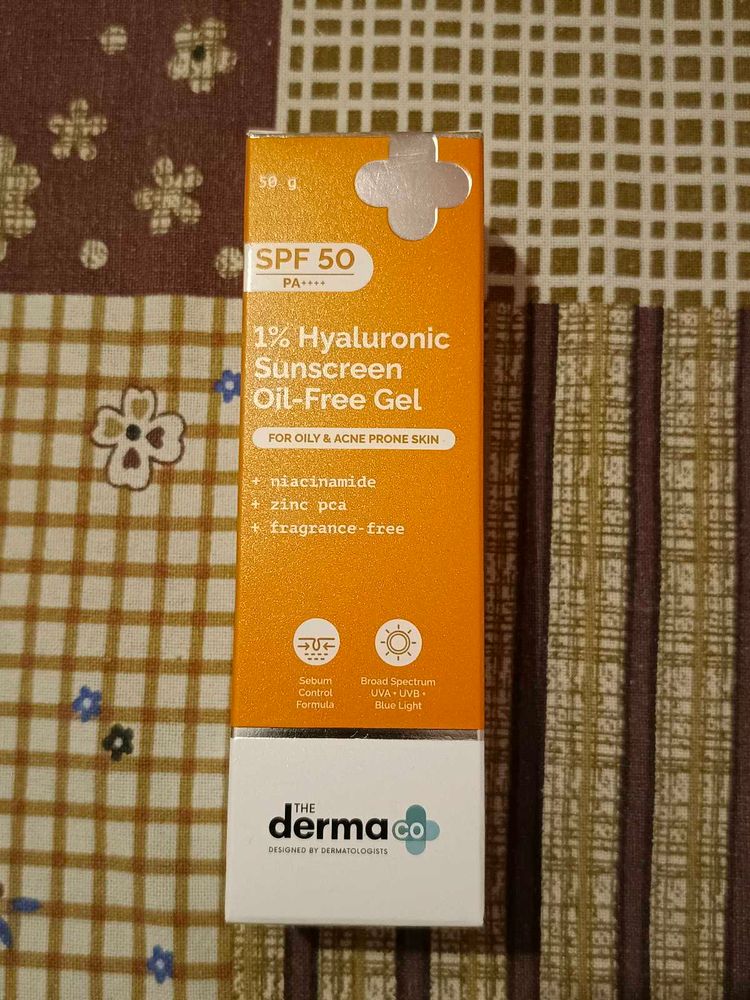 50 g
SPF 50
PA++++
1% Hyaluronic
Sunscreen
Oil-Free Gel
FOR OILY & ACNE PRONE SKIN
+ niacinamide
+ zinc pca
+ fragrance-free
Sebum
Control
Formula
Broad Spectrum
UVA + UVB +
Blue Light
THE
derma co
DESIGNED BY DERMATOLOGISTS